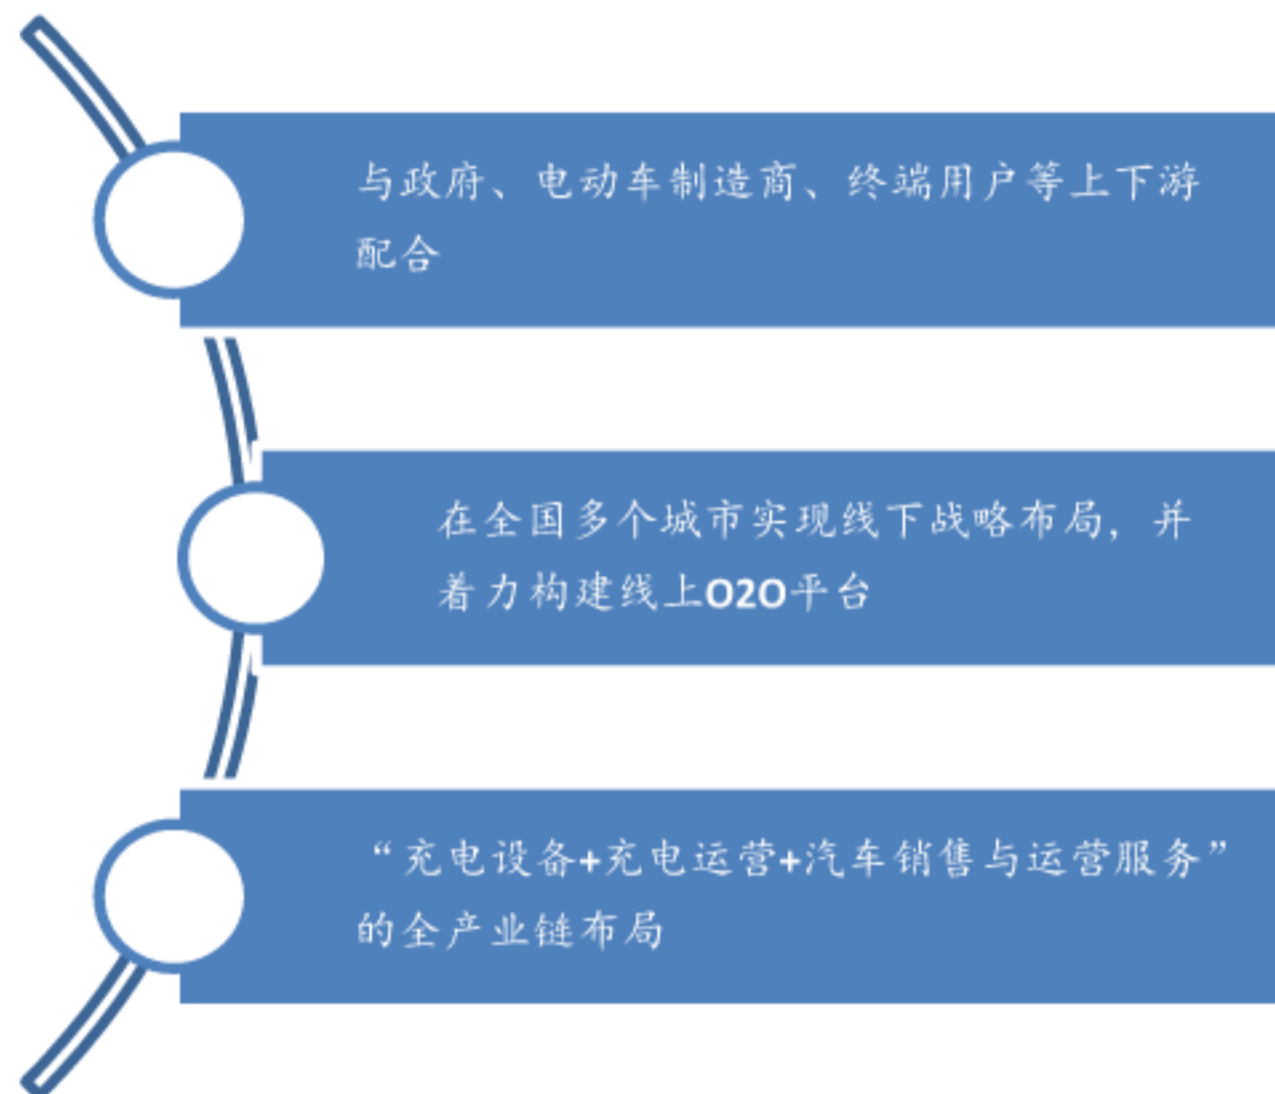 与政府、电动车制造商、终端用户等上下游
配合
在全国多个城市实现线下战略布局，并
着力构建线上O2O平台
“充电设备+充电运营+汽车销售与运营服务”
的全产业链布局